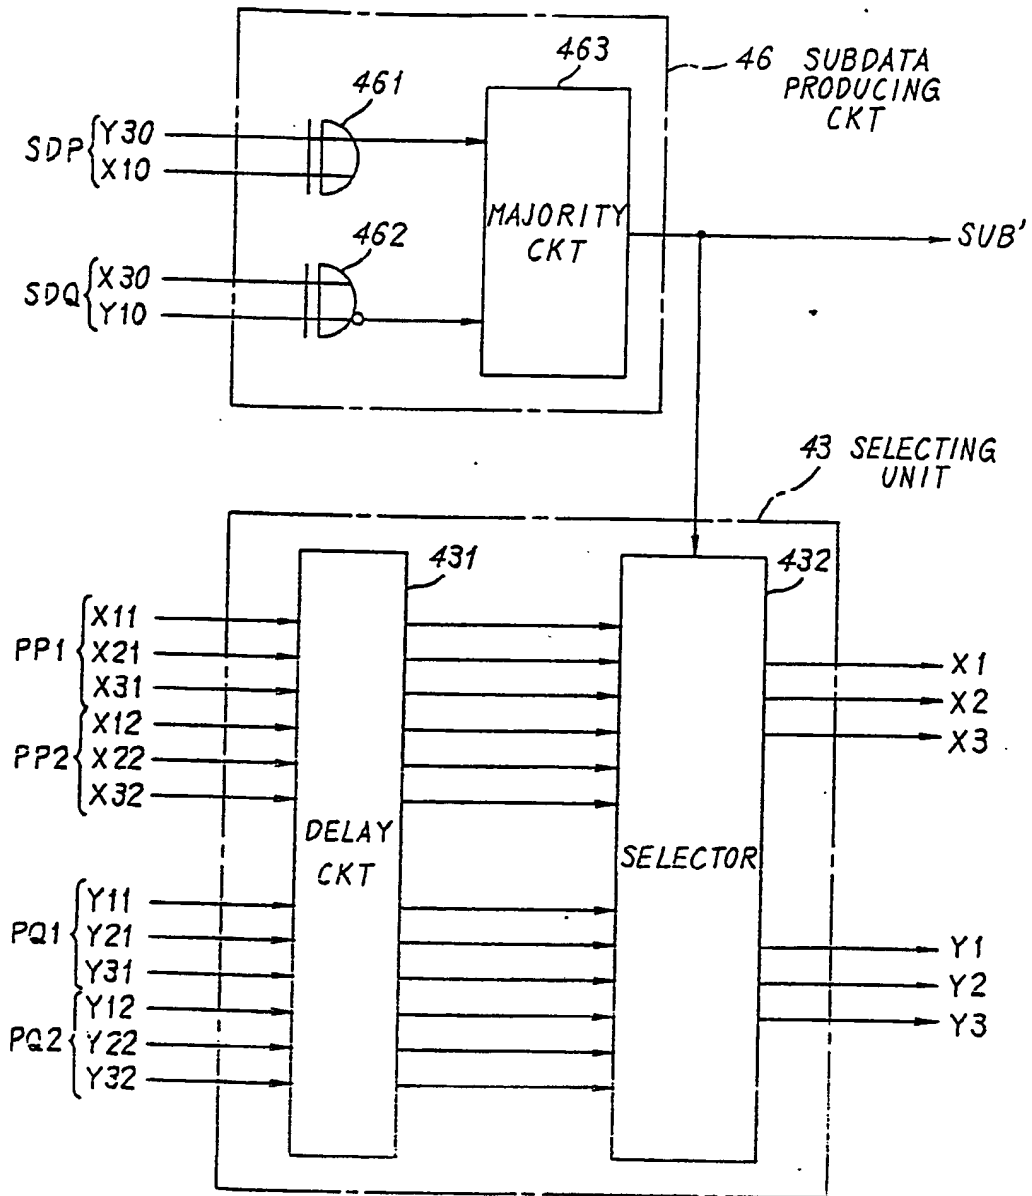 46 SUBDATA
PRODUCING
CKT
461
463
SDP
Y30
X10
MAJORITY
CKT
SUB'
462
SDQ
X30
Y10
43 SELECTING
UNIT
431
432
PP1
X11
X21
X31
PP2
X12
X22
X32
X1
X2
X3
DELAY
CKT
SELECTOR
PQ1
Y11
Y21
Y31
PQ2
Y12
Y22
Y32
Y1
Y2
Y3